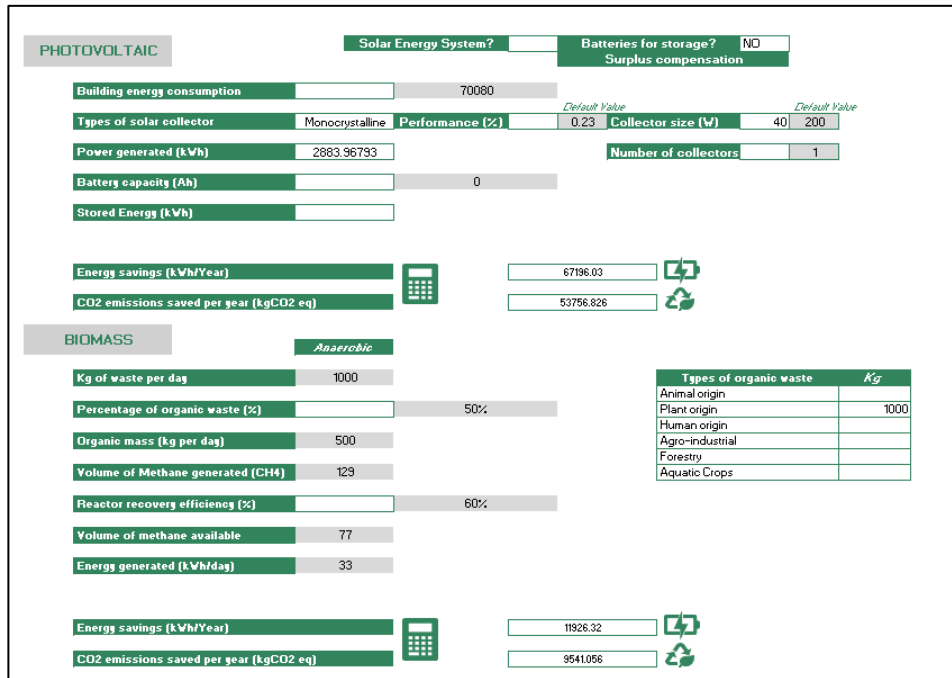 Solar Energy System? Batteries for storage? NO
PHOTOVOLTAIC Surplus compensation
Building energy consumption 70080
Default Value Default Value
Types of solar collector Monocrystalline Performance (%) 0.23 Collector size (W) 40 200
Power generated (kWh) 2883.96793 Number of collectors 1
Battery capacity (Ah) 0
Stored Energy (kWh)
Energy savings (kWh/Year) 67196.03
CO2 emissions saved per year (kgCO2 eq) 53756.826
BIOMASS
Anaerobic
Kg of waste per day 1000
Types of organic waste Kg
Animal origin
Percentage of organic waste (%) 50% Plant origin 1000
Human origin
Organic mass (kg per day) 500 Agro-industrial
Forestry
Volume of Methane generated (CH4) 129 Aquatic Crops
Reactor recovery efficiency (%) 60%
Volume of methane available 77
Energy generated (kWh/day) 33
Energy savings (kWh/Year) 11926.32
CO2 emissions saved per year (kgCO2 eq) 9541.056